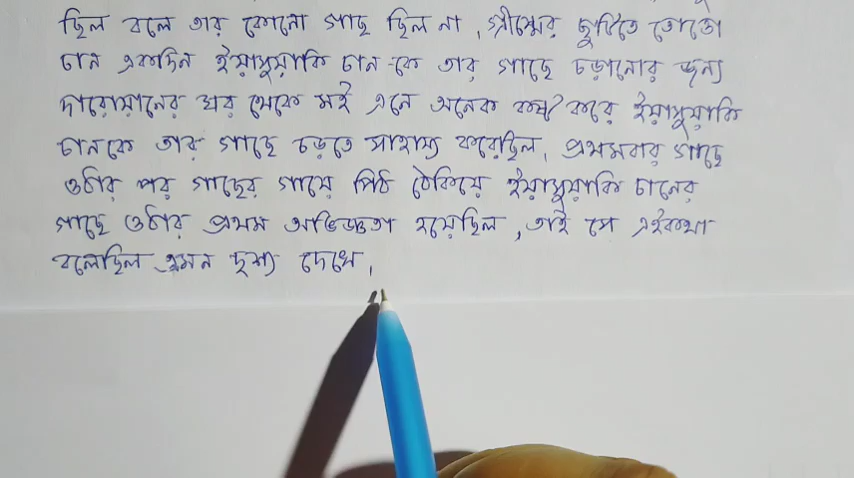 ছিল বলে তার কোনো গাছ ছিল না। গ্রীষ্মের ছুটিতে তোত্তো
চান একদিন ইয়াসুয়াকি চান-কে তার গাছে চড়ানোর জন্য
দারোয়ানের ঘর থেকে মই এনে অনেক কষ্ট করে ইয়াসুয়াকি
চানকে তার গাছে চড়তে সাহায্য করেছিল। প্রথমবার গাছে
ওঠার পর গাছের গায়ে পিঠ ঠেকিয়ে ইয়াসুয়াকি চানের
গাছে ওঠার প্রথম অভিজ্ঞতা হয়েছিল, তাই সে এইকথা
বলেছিল এমন দৃশ্য দেখে।